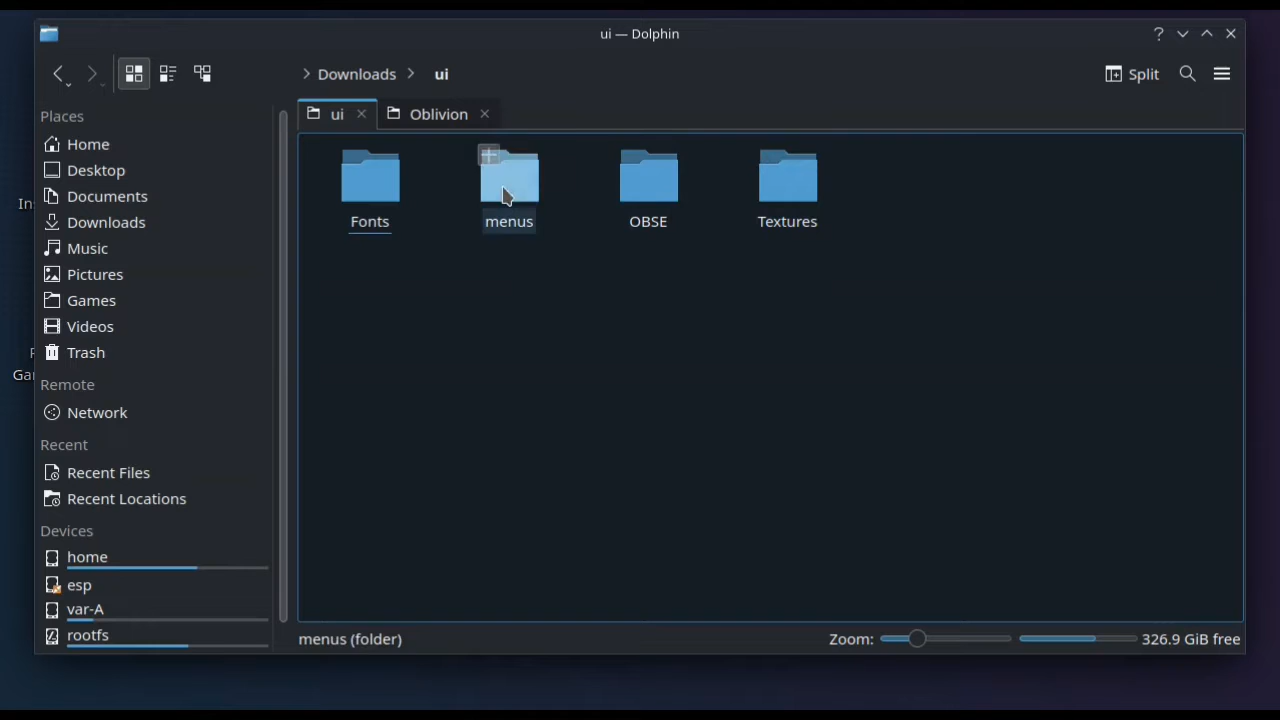 ui — Dolphin
Downloads ui
Split
Places
ui
Oblivion
Home
Desktop
Documents
Downloads
Music
Pictures
Games
Videos
Trash
Remote
Network
Recent
Recent Files
Recent Locations
Devices
home
esp
var-A
rootfs
Fonts
menus
OBSE
Textures
menus (folder)
Zoom:
326.9 GiB free